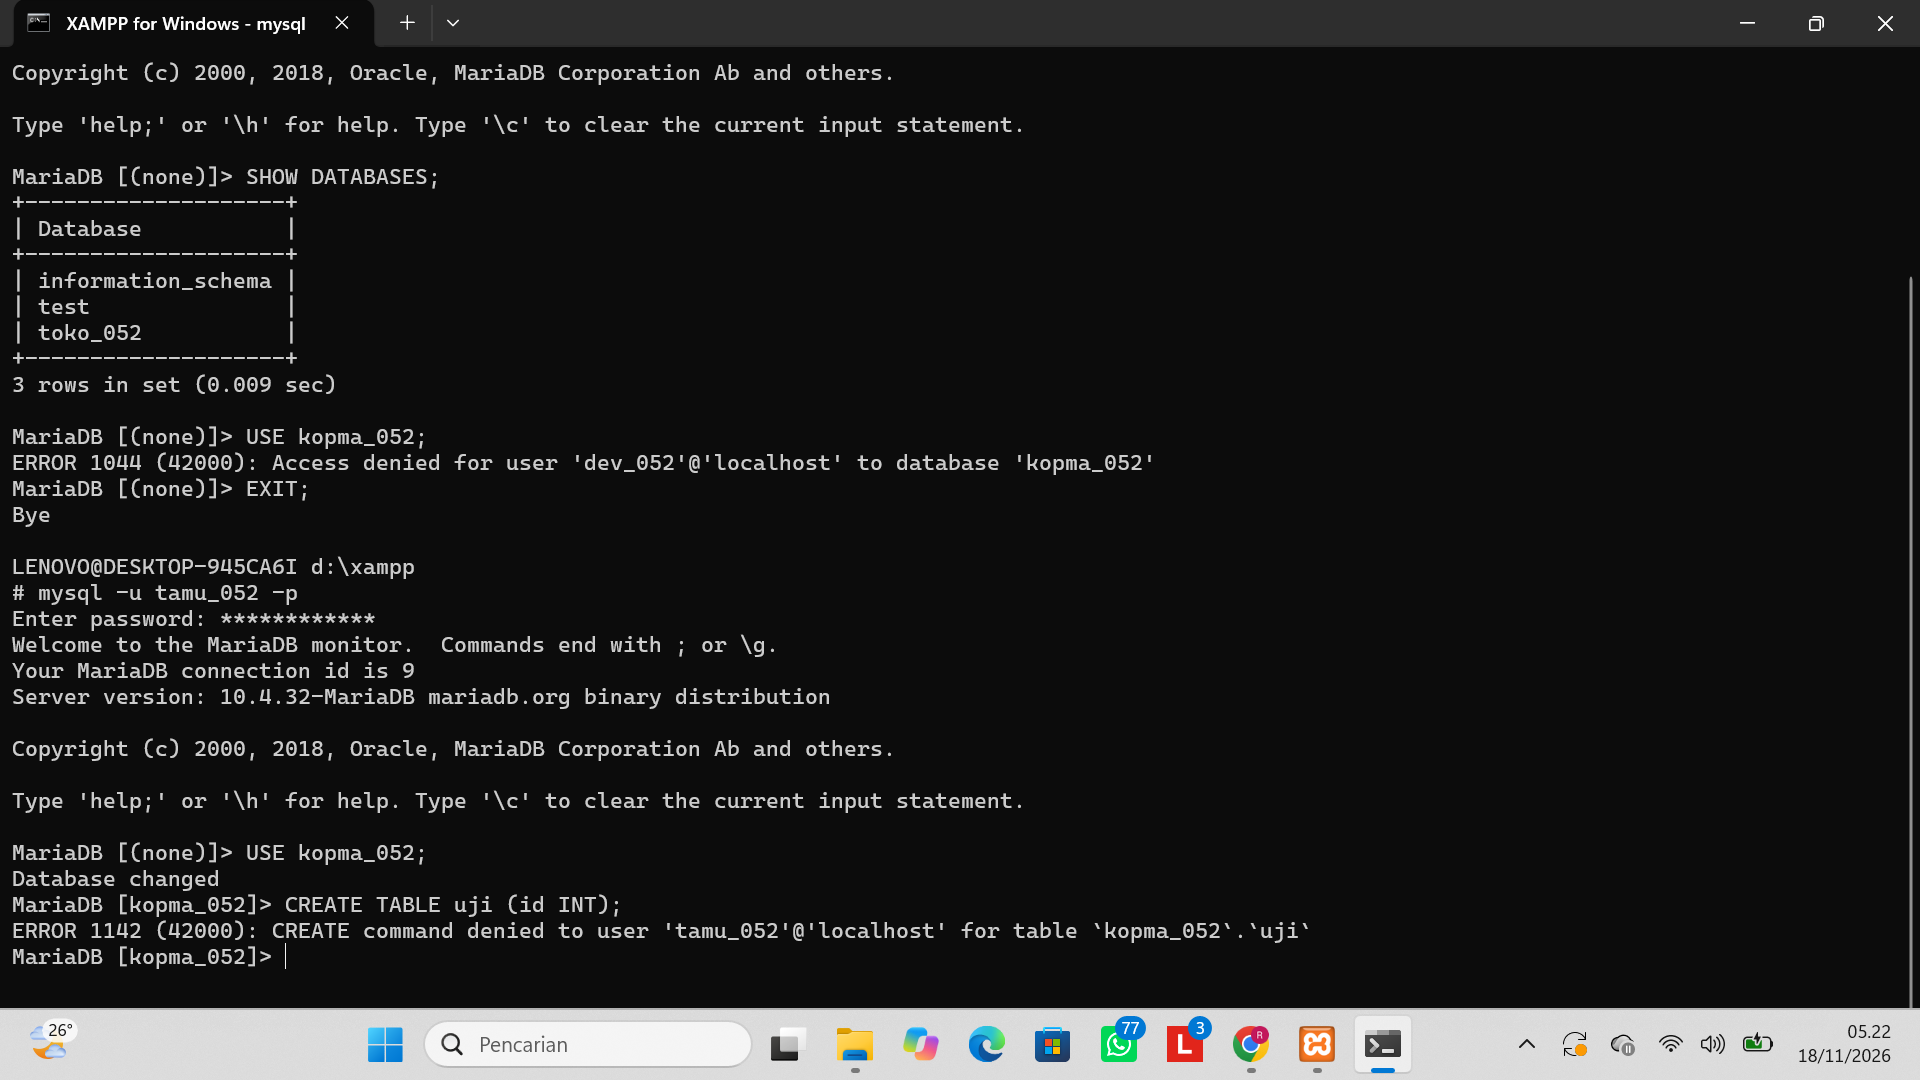 XAMPP for Windows - mysql
Copyright (c) 2000, 2018, Oracle, MariaDB Corporation Ab and others.
Type 'help;' or '\h' for help. Type '\c' to clear the current input statement.
MariaDB [(none)]> SHOW DATABASES;
+--------------------+
| Database           |
+--------------------+
| information_schema |
| test               |
| toko_052           |
+--------------------+
3 rows in set (0.009 sec)
MariaDB [(none)]> USE kopma_052;
ERROR 1044 (42000): Access denied for user 'dev_052'@'localhost' to database 'kopma_052'
MariaDB [(none)]> EXIT;
Bye
LENOVO@DESKTOP-945CA6I d:\xampp
# mysql -u tamu_052 -p
Enter password: ************
Welcome to the MariaDB monitor.  Commands end with ; or \g.
Your MariaDB connection id is 9
Server version: 10.4.32-MariaDB mariadb.org binary distribution
Copyright (c) 2000, 2018, Oracle, MariaDB Corporation Ab and others.
Type 'help;' or '\h' for help. Type '\c' to clear the current input statement.
MariaDB [(none)]> USE kopma_052;
Database changed
MariaDB [kopma_052]> CREATE TABLE uji (id INT);
ERROR 1142 (42000): CREATE command denied to user 'tamu_052'@'localhost' for table `kopma_052`.`uji`
MariaDB [kopma_052]>
26°
Pencarian
77
L
3
R
05.22
18/11/2026